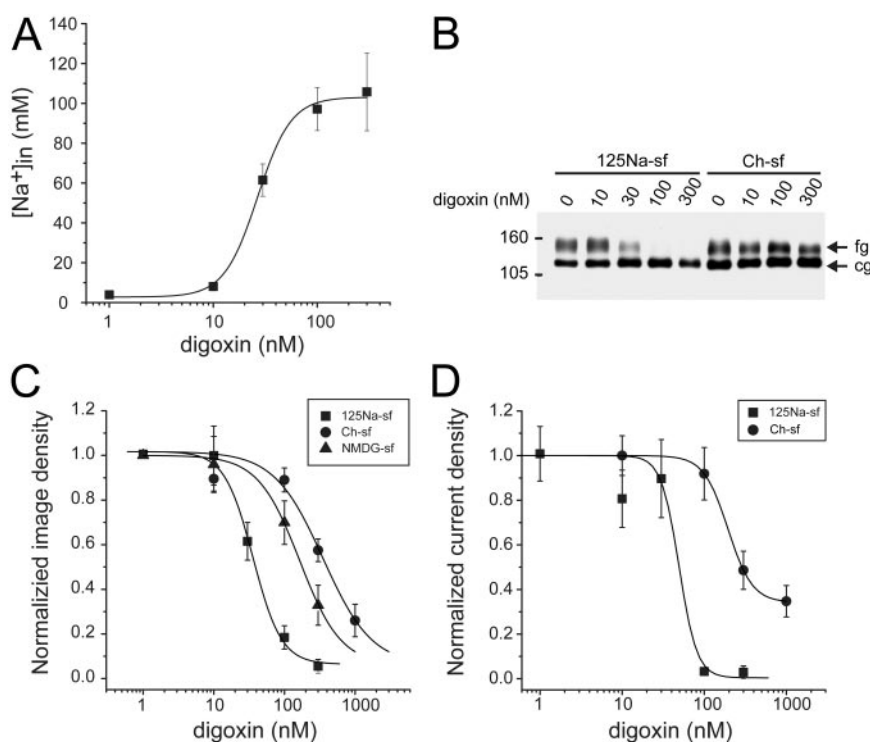 A
[Na⁺]in (mM)
140
120
100
80
60
40
20
0
1 10 100
digoxin (nM)
B
125Na-sf Ch-sf
digoxin (nM) 0 10 30 100 300 0 10 100 300
160
105
fg
cg
C
Normalizied image density
1.2
1.0
0.8
0.6
0.4
0.2
0.0
125Na-sf
Ch-sf
NMDG-sf
1 10 100 1000
digoxin (nM)
D
Normalized current density
1.2
1.0
0.8
0.6
0.4
0.2
0.0
125Na-sf
Ch-sf
1 10 100 1000
digoxin (nM)